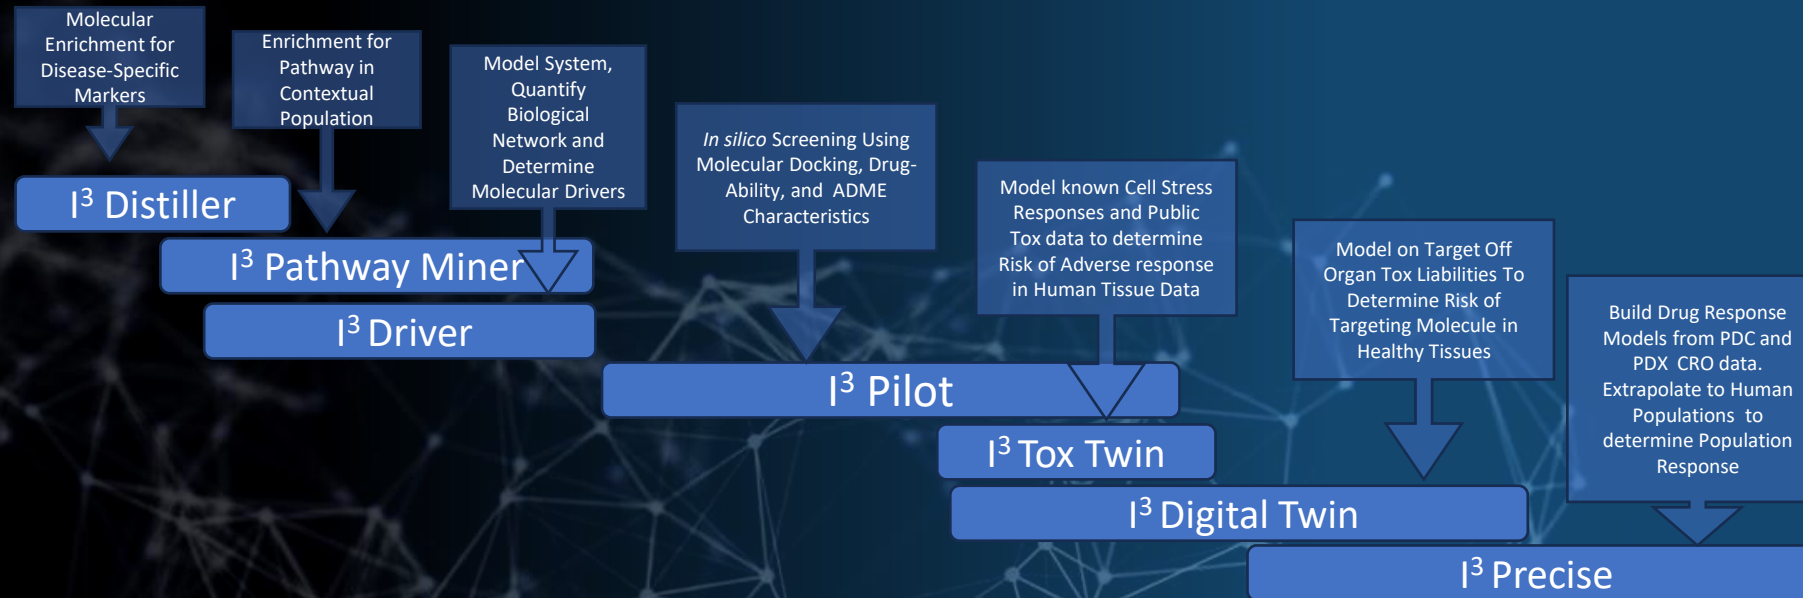 Molecular
Enrichment for
Disease-Specific
Markers
Enrichment for
Pathway in
Contextual
Population
Model System,
Quantify
Biological
Network and
Determine
Molecular Drivers
In silico Screening Using
Molecular Docking, Drug-
Ability, and ADME
Characteristics
Model known Cell Stress
Responses and Public
Tox data to determine
Risk of Adverse response
in Human Tissue Data
Model on Target Off
Organ Tox Liabilities To
Determine Risk of
Targeting Molecule in
Healthy Tissues
Build Drug Response
Models from PDC and
PDX CRO data.
Extrapolate to Human
Populations to
determine Population
Response
I³ Distiller
I³ Pathway Miner
I³ Driver
I³ Pilot
I³ Tox Twin
I³ Digital Twin
I³ Precise